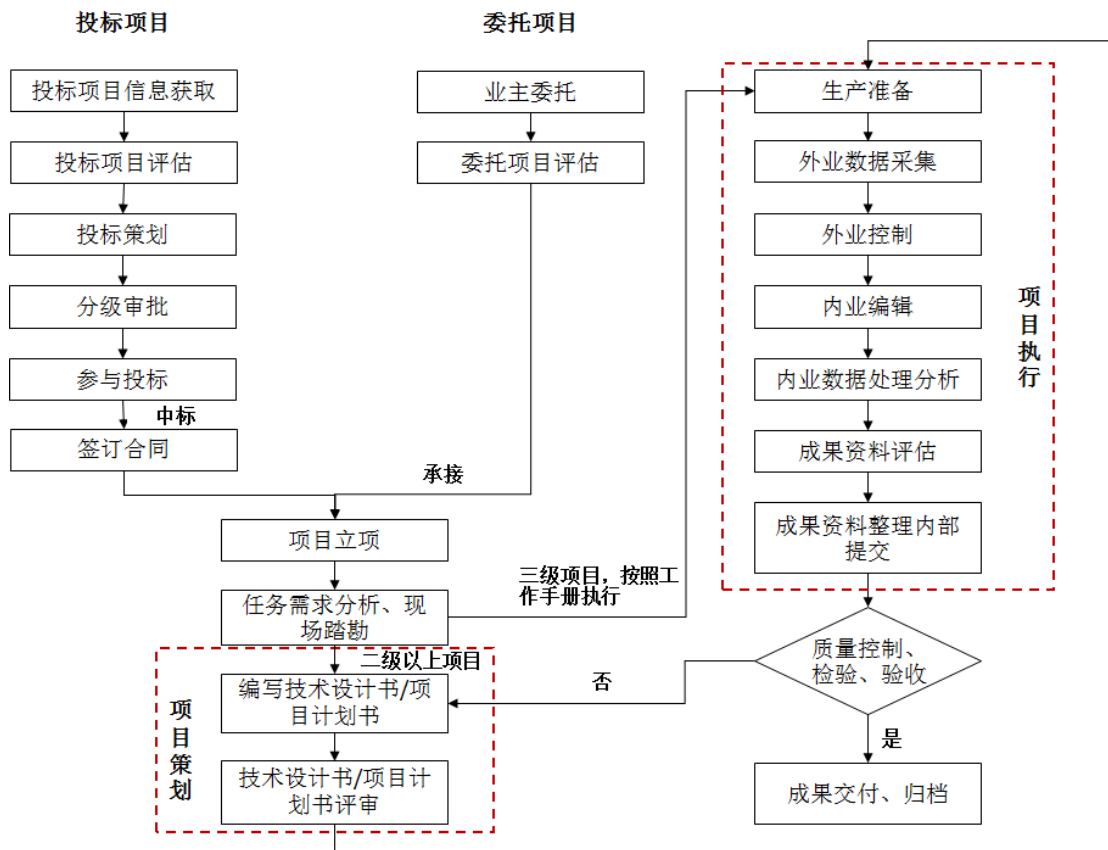 投标项目
投标项目信息获取
投标项目评估
投标策划
分级审批
参与投标
中标
签订合同
委托项目
业主委托
委托项目评估
承接
项目立项
任务需求分析、现
场踏勘
三级项目，按照工
作手册执行
二级以上项目
项目策划
编写技术设计书/项
目计划书
技术设计书/项目计
划书评审
项目执行
生产准备
外业数据采集
外业控制
内业编辑
内业数据处理分析
成果资料评估
成果资料整理内部
提交
质量控制、
检验、验收
否
是
成果交付、归档